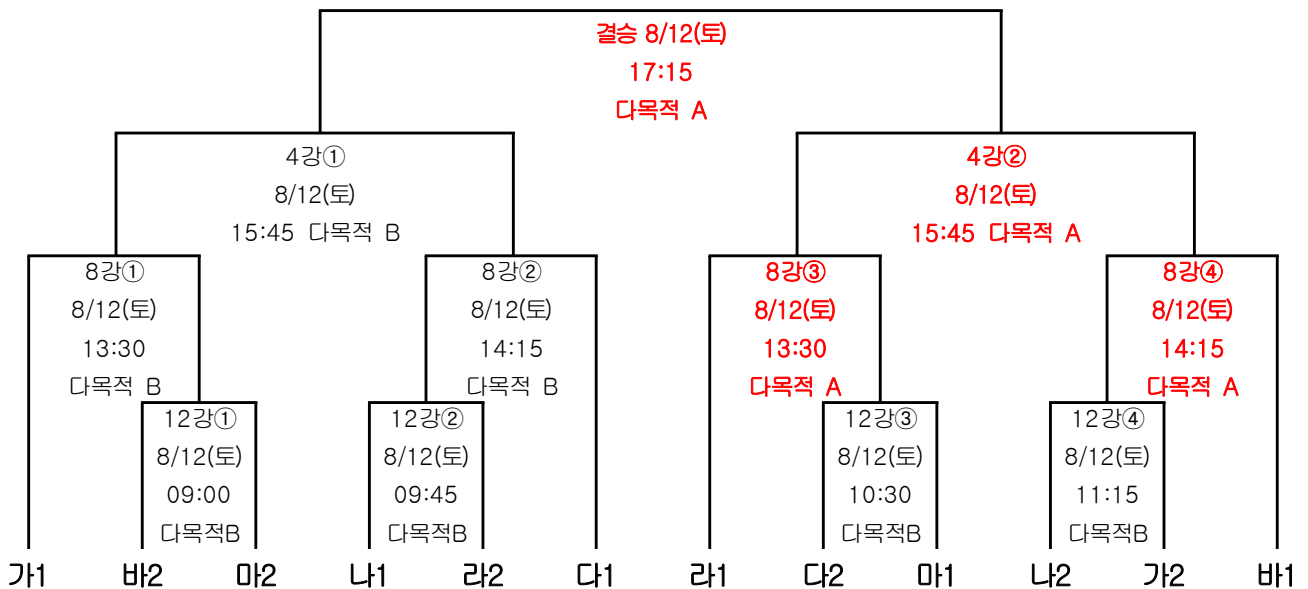 결승 8/12(토)
17:15
다목적 A
4강①
8/12(토)
15:45 다목적 B
4강②
8/12(토)
15:45 다목적 A
8강①
8/12(토)
13:30
다목적 B
8강②
8/12(토)
14:15
다목적 B
8강③
8/12(토)
13:30
다목적 A
8강④
8/12(토)
14:15
다목적 A
12강①
8/12(토)
09:00
다목적B
12강②
8/12(토)
09:45
다목적B
12강③
8/12(토)
10:30
다목적B
12강④
8/12(토)
11:15
다목적B
가1 바2 마2 나1 라2 다1 라1 다2 마1 나2 가2 바1